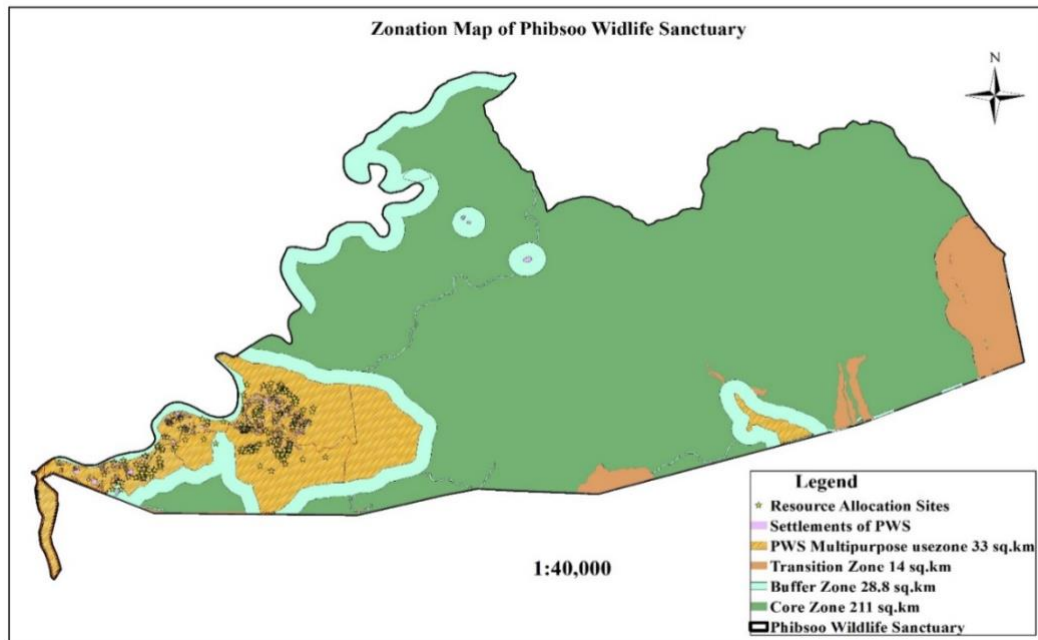 Zonation Map of Phibsoo Widlife Sanctuary
N
1:40,000
Legend
Resource Allocation Sites
Settlements of PWS
PWS Multipurpose usezone 33 sq.km
Transition Zone 14 sq.km
Buffer Zone 28.8 sq.km
Core Zone 211 sq.km
Phibsoo Wildlife Sanctuary